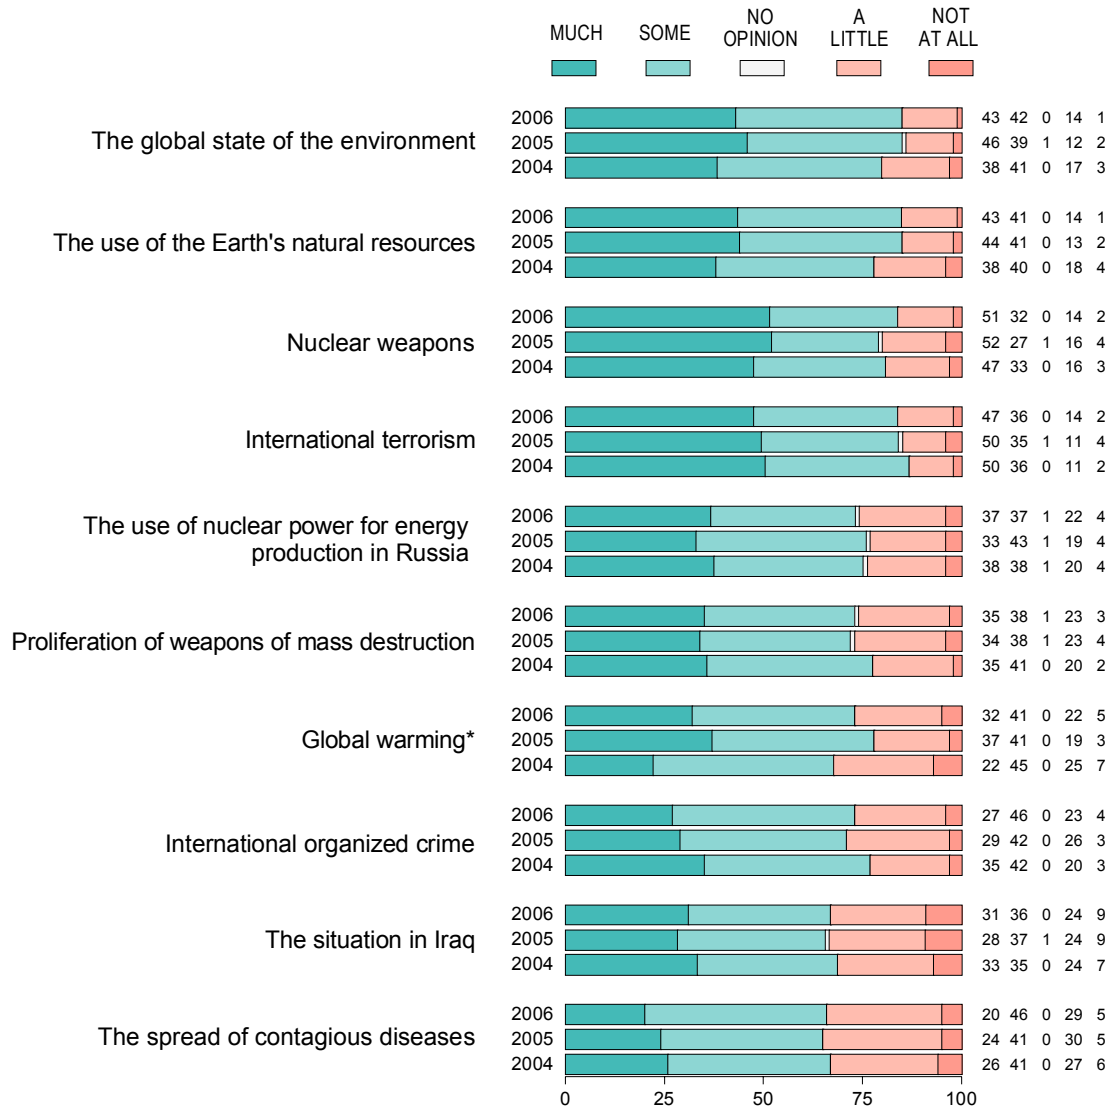 MUCH SOME NO OPINION A LITTLE NOT AT ALL
The global state of the environment
2006 43 42 0 14 1
2005 46 39 1 12 2
2004 38 41 0 17 3
The use of the Earth's natural resources
2006 43 41 0 14 1
2005 44 41 0 13 2
2004 38 40 0 18 4
Nuclear weapons
2006 51 32 0 14 2
2005 52 27 1 16 4
2004 47 33 0 16 3
International terrorism
2006 47 36 0 14 2
2005 50 35 1 11 4
2004 50 36 0 11 2
The use of nuclear power for energy
production in Russia
2006 37 37 1 22 4
2005 33 43 1 19 4
2004 38 38 1 20 4
Proliferation of weapons of mass destruction
2006 35 38 1 23 3
2005 34 38 1 23 4
2004 35 41 0 20 2
Global warming*
2006 32 41 0 22 5
2005 37 41 0 19 3
2004 22 45 0 25 7
International organized crime
2006 27 46 0 23 4
2005 29 42 0 26 3
2004 35 42 0 20 3
The situation in Iraq
2006 31 36 0 24 9
2005 28 37 1 24 9
2004 33 35 0 24 7
The spread of contagious diseases
2006 20 46 0 29 5
2005 24 41 0 30 5
2004 26 41 0 27 6
0 25 50 75 100